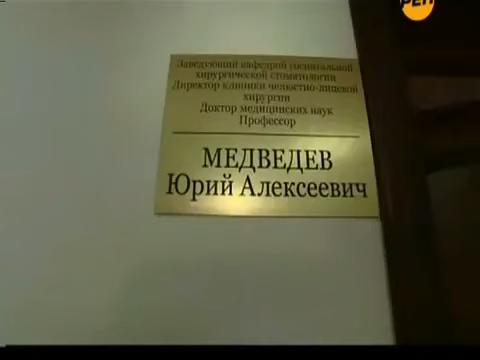 РЕН
Заведующий кафедрой госпитальной
хирургической стоматологии
Директор клиники челюстно-лицевой
хирургии
Доктор медицинских наук
Профессор
МЕДВЕДЕВ
Юрий Алексеевич